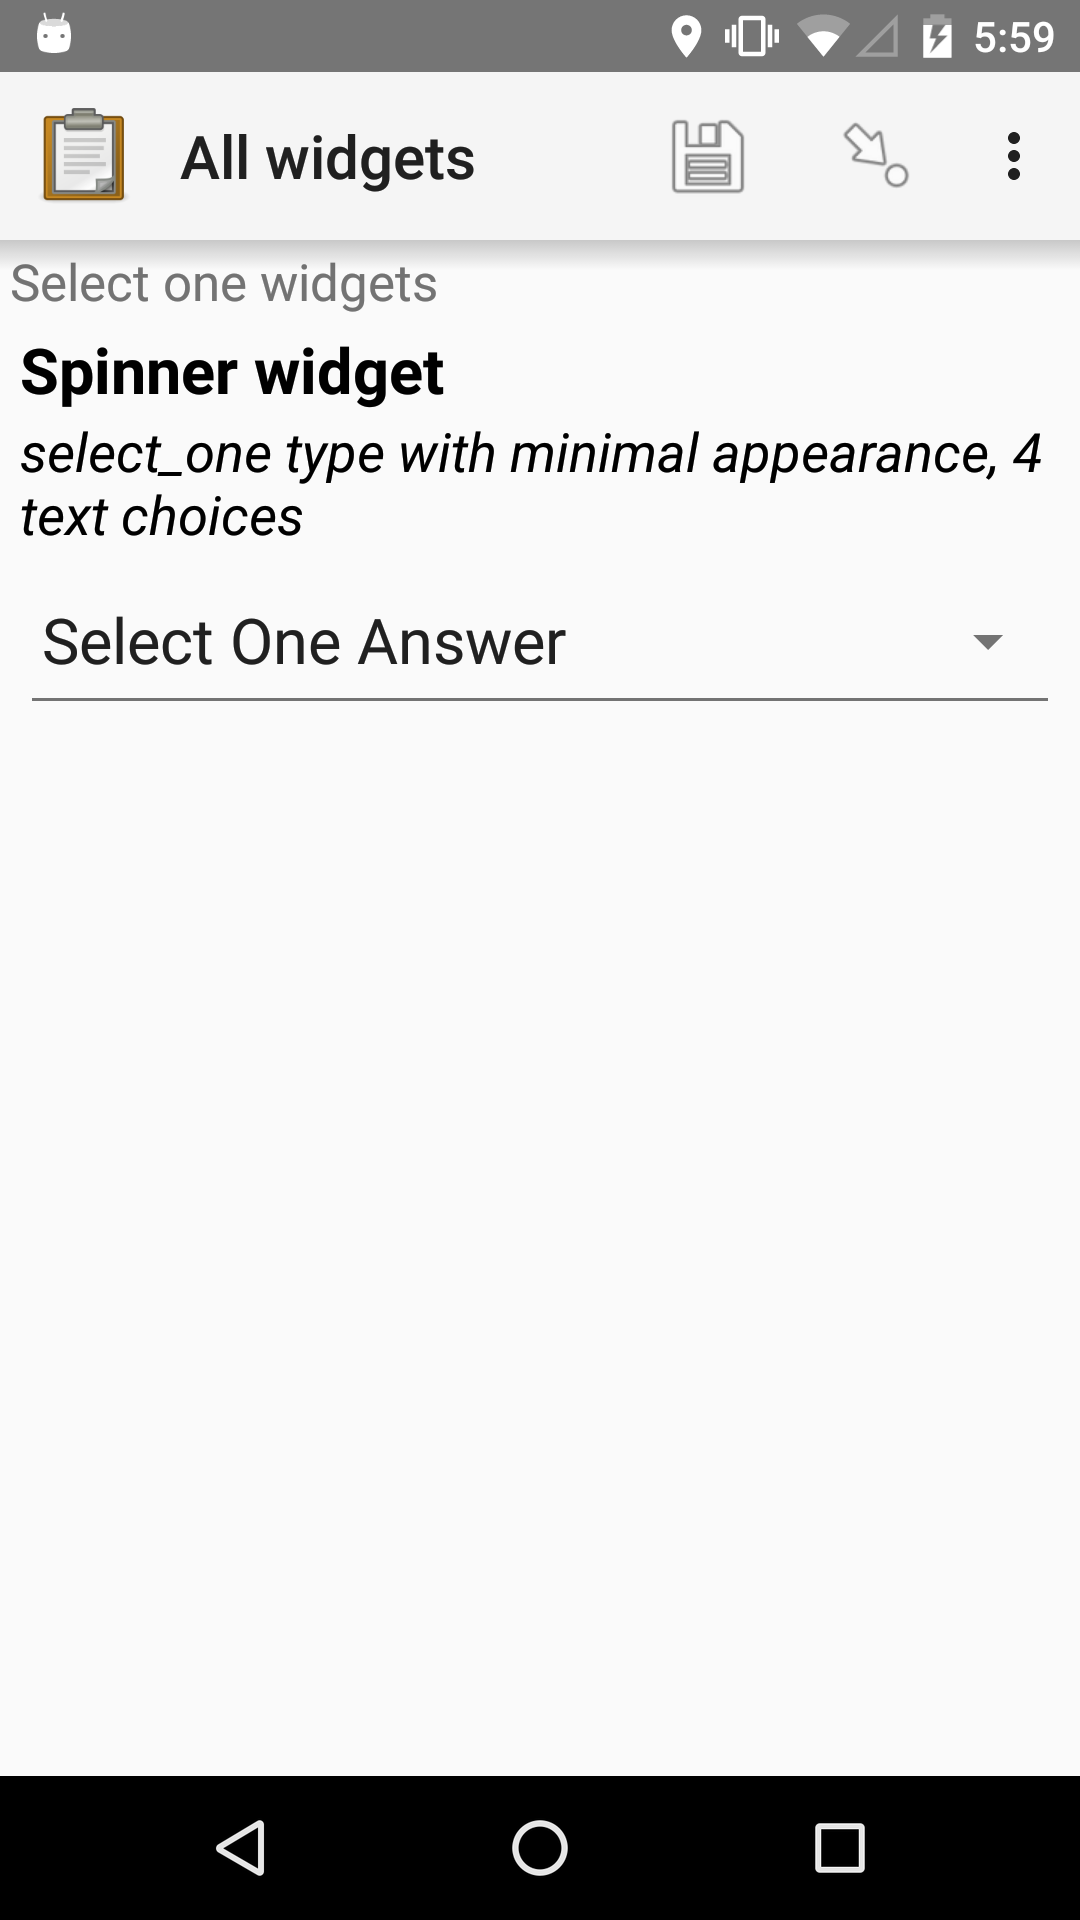 5:59
All widgets
Select one widgets
Spinner widget
select_one type with minimal appearance, 4
text choices
Select One Answer